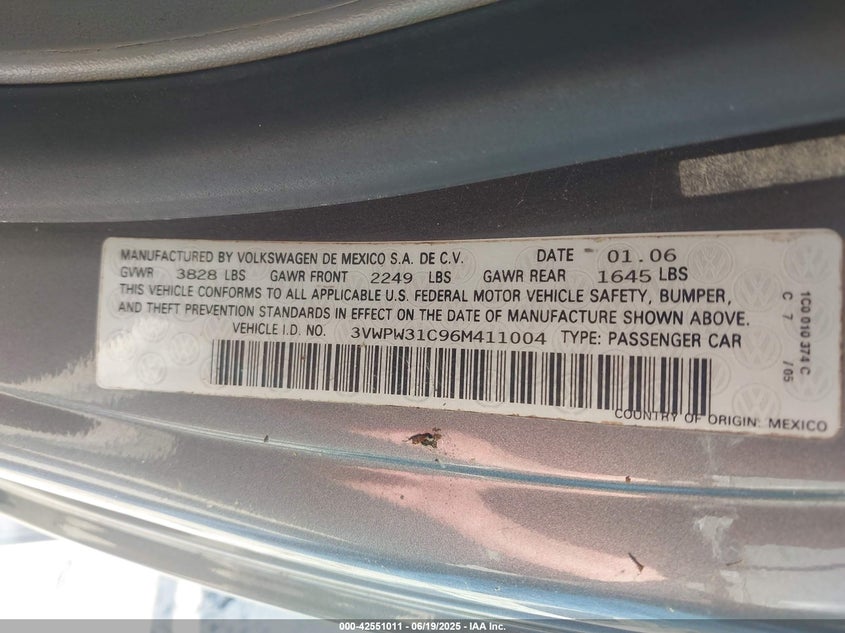 MANUFACTURED BY VOLKSWAGEN DE MEXICO S.A. DE C.V. DATE 01.06
GVWR 3828 LBS GAWR FRONT 2249 LBS GAWR REAR 1645 LBS
THIS VEHICLE CONFORMS TO ALL APPLICABLE U.S. FEDERAL MOTOR VEHICLE SAFETY, BUMPER,
AND THEFT PREVENTION STANDARDS IN EFFECT ON THE DATE OF MANUFACTURE SHOWN ABOVE.
VEHICLE I.D. NO. 3VWPW31C96M411004 TYPE: PASSENGER CAR
COUNTRY OF ORIGIN: MEXICO
1C0 010 374 C
C 7 /05
000-42551011 - 06/19/2025 - IAA Inc.